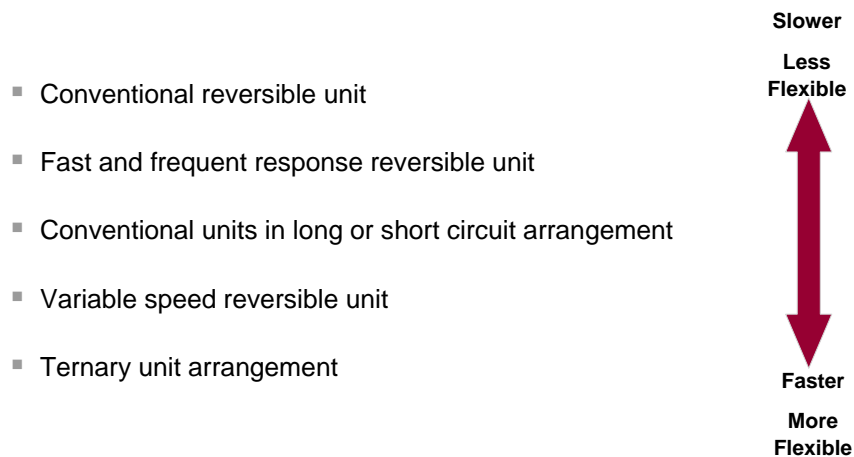 Slower
Less
Flexible
Conventional reversible unit
Fast and frequent response reversible unit
Conventional units in long or short circuit arrangement
Variable speed reversible unit
Ternary unit arrangement
Faster
More
Flexible